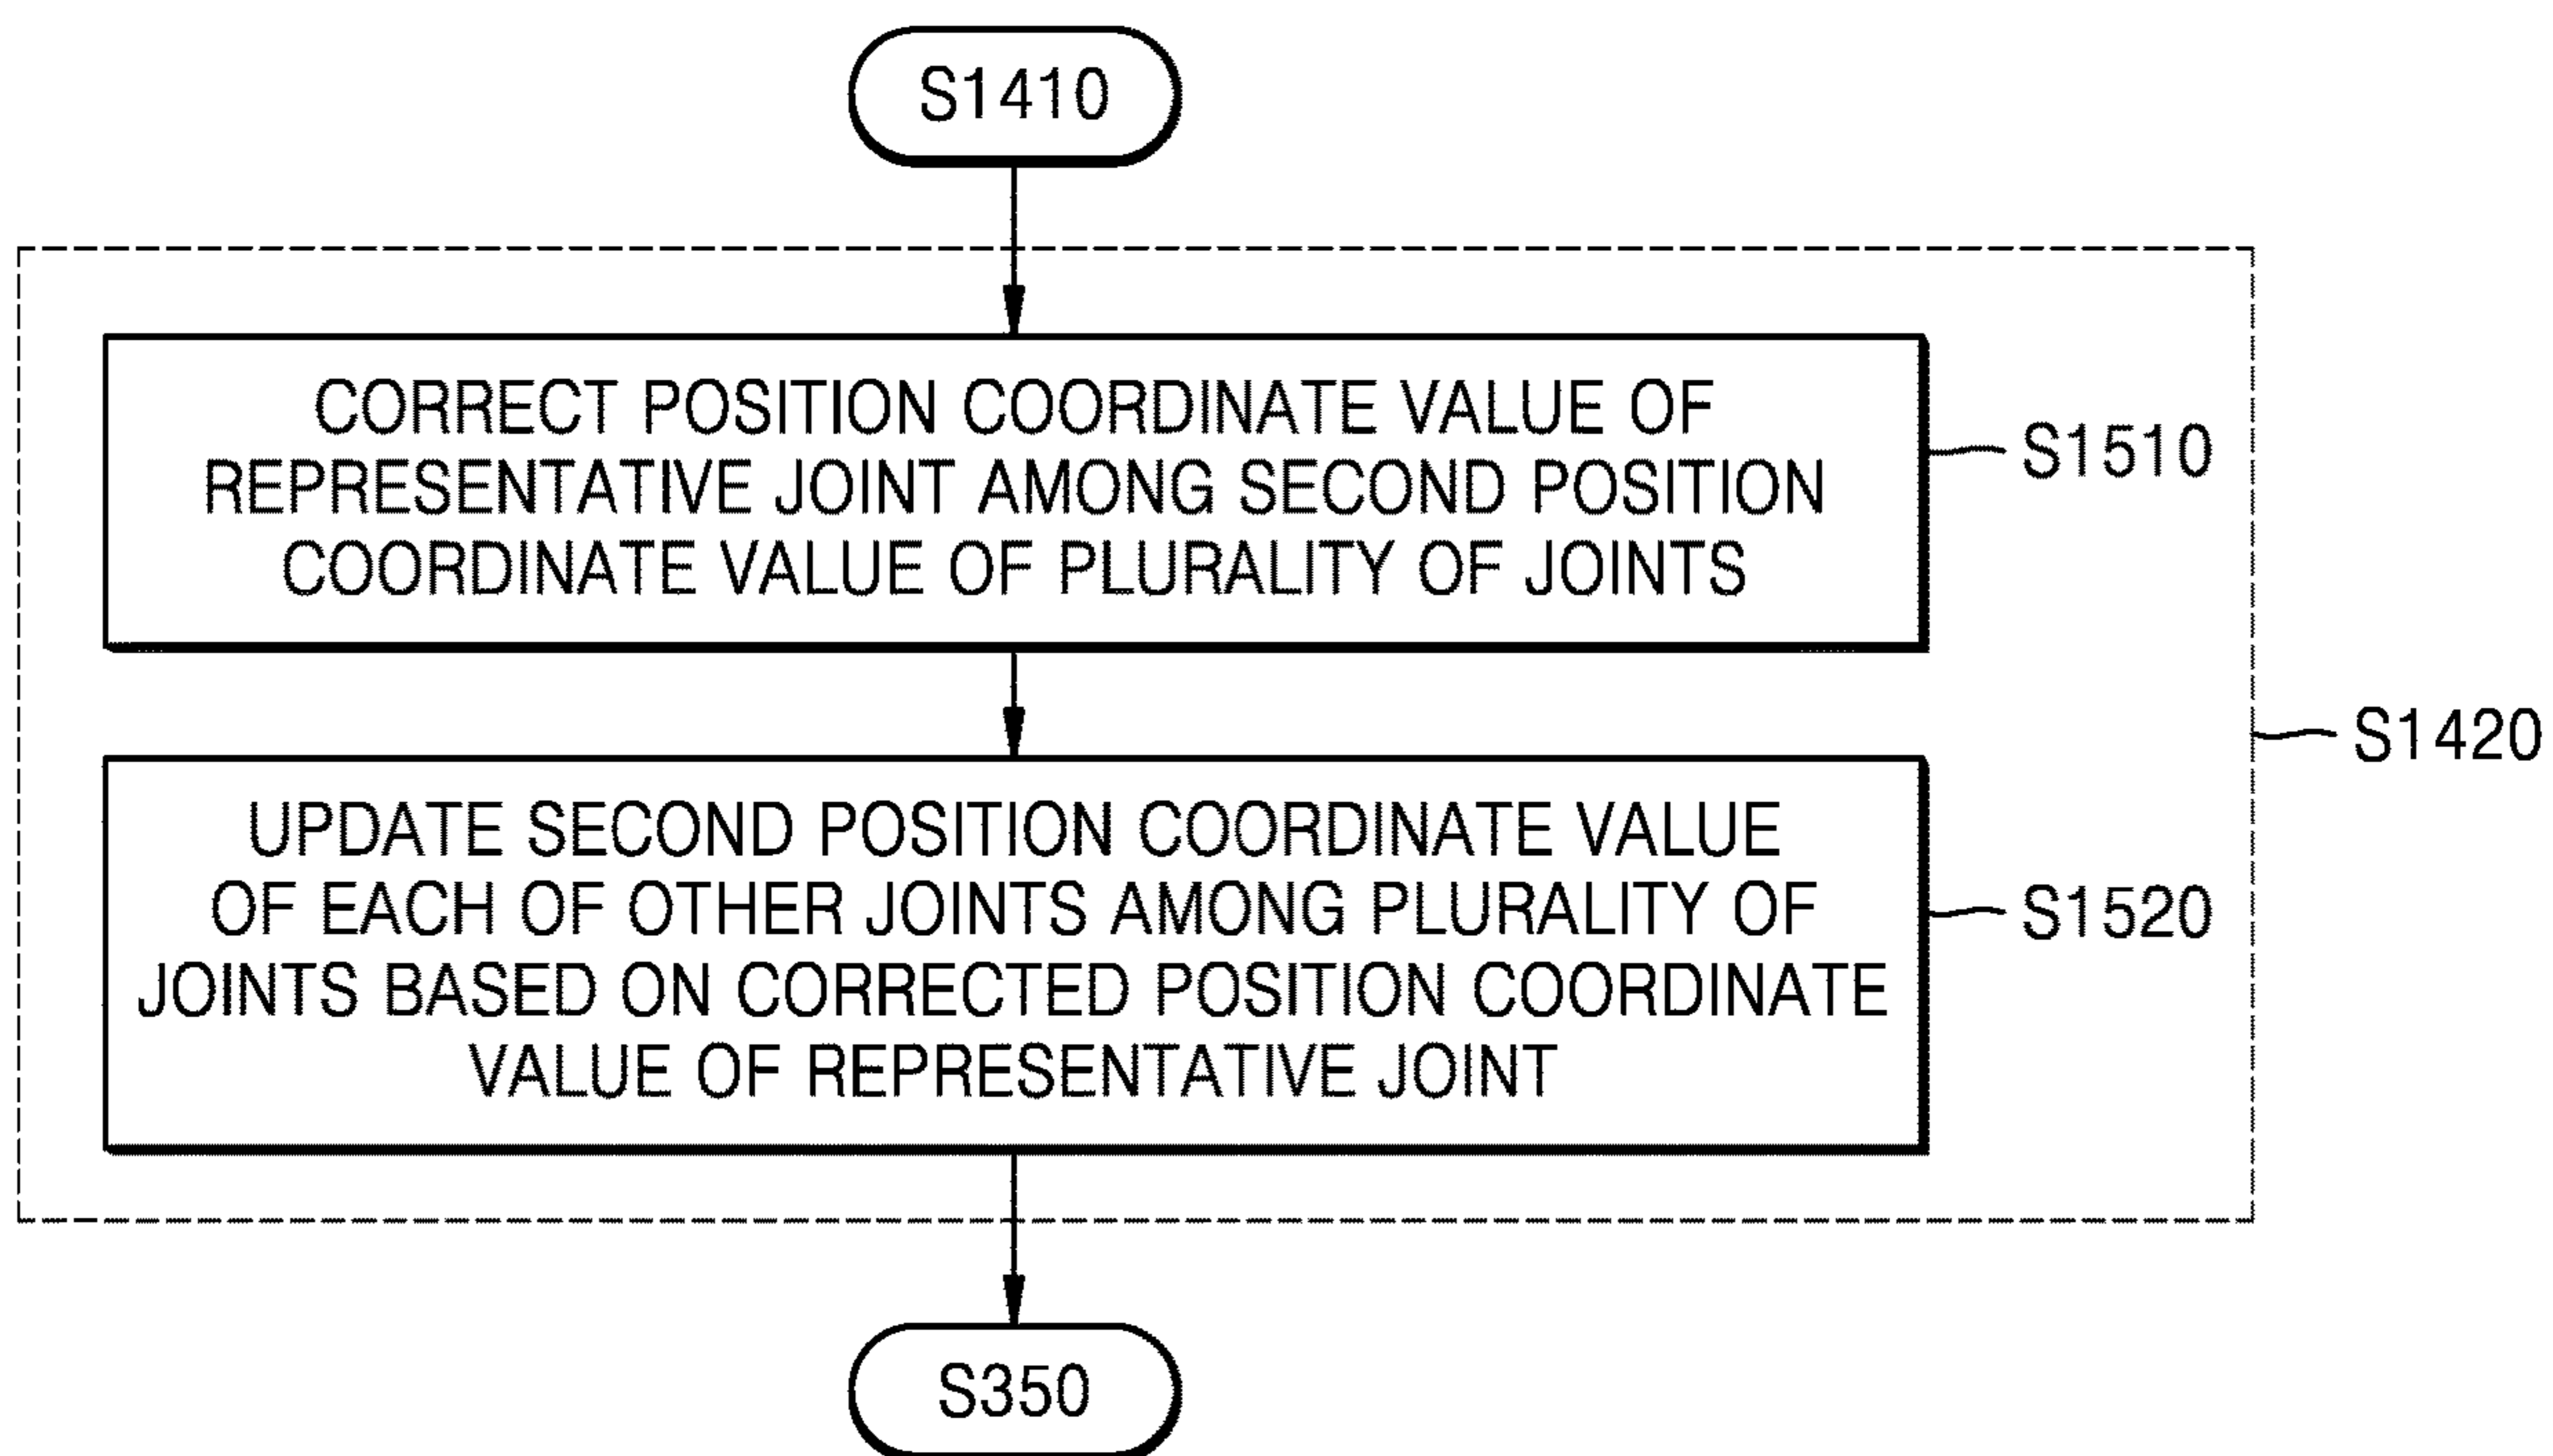 S1410
CORRECT POSITION COORDINATE VALUE OF
REPRESENTATIVE JOINT AMONG SECOND POSITION
COORDINATE VALUE OF PLURALITY OF JOINTS
S1510
S1420
UPDATE SECOND POSITION COORDINATE VALUE
OF EACH OF OTHER JOINTS AMONG PLURALITY OF
JOINTS BASED ON CORRECTED POSITION COORDINATE
VALUE OF REPRESENTATIVE JOINT
S1520
S350